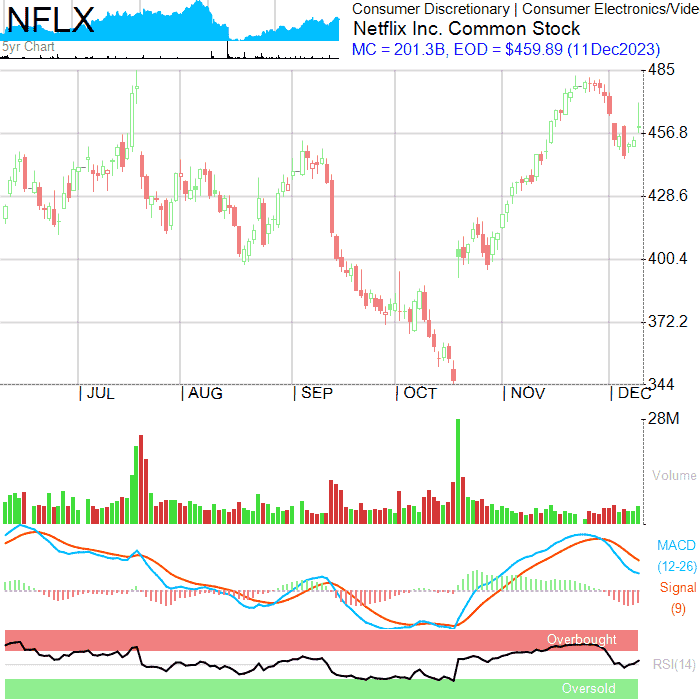 NFLX
5yr Chart
Consumer Discretionary | Consumer Electronics/Vide
Netflix Inc. Common Stock
MC = 201.3B, EOD = $459.89 (11Dec2023)
485
456.8
428.6
400.4
372.2
344
| JUL | AUG | SEP | OCT | NOV | DEC
28M
Volume
MACD
(12-26)
Signal
(9)
Overbought
RSI(14)
Oversold